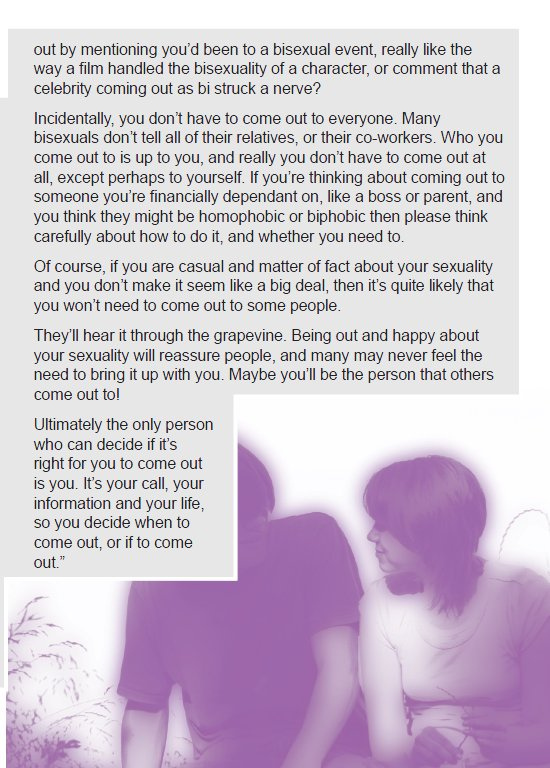 out by mentioning you’d been to a bisexual event, really like the
way a film handled the bisexuality of a character, or comment that a
celebrity coming out as bi struck a nerve?
Incidentally, you don’t have to come out to everyone. Many
bisexuals don’t tell all of their relatives, or their co-workers. Who you
come out to is up to you, and really you don’t have to come out at
all, except perhaps to yourself. If you’re thinking about coming out to
someone you’re financially dependant on, like a boss or parent, and
you think they might be homophobic or biphobic then please think
carefully about how to do it, and whether you need to.
Of course, if you are casual and matter of fact about your sexuality
and you don’t make it seem like a big deal, then it’s quite likely that
you won’t need to come out to some people.
They’ll hear it through the grapevine. Being out and happy about
your sexuality will reassure people, and many may never feel the
need to bring it up with you. Maybe you’ll be the person that others
come out to!
Ultimately the only person
who can decide if it’s
right for you to come out
is you. It’s your call, your
information and your life,
so you decide when to
come out, or if to come
out.”